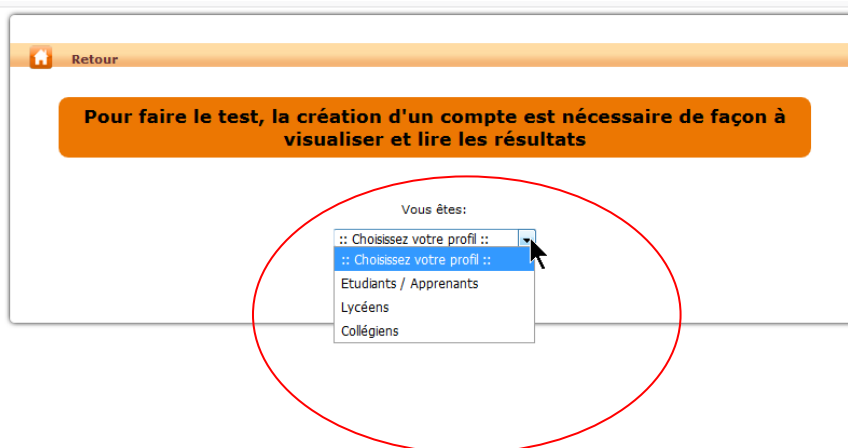 Retour
Pour faire le test, la création d'un compte est nécessaire de façon à
visualiser et lire les résultats
Vous êtes:
:: Choisissez votre profil ::
:: Choisissez votre profil ::
Etudiants / Apprenants
Lycéens
Collégiens